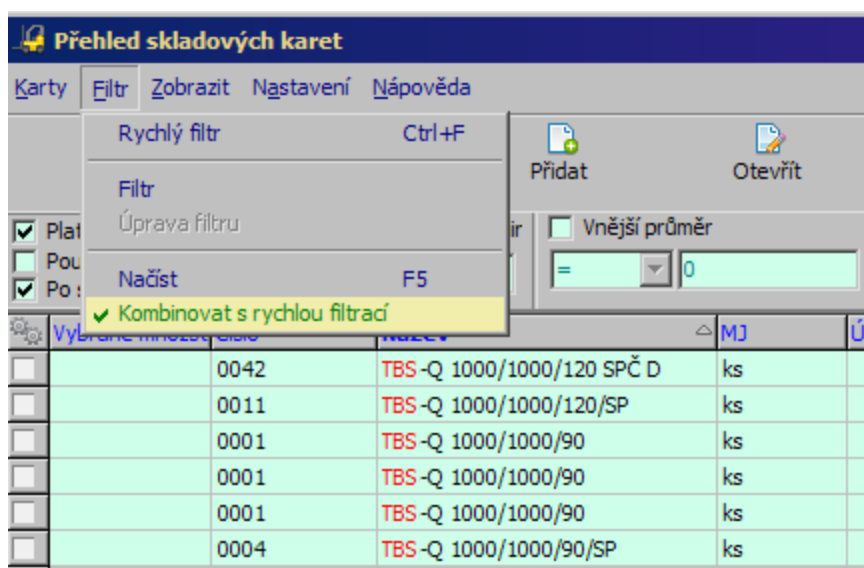 Přehled skladových karet
Karty Filtr Zobrazit Nastavení Nápověda
Rychlý filtr Ctrl+F
Přidat
Otevřít
Filtr
Úprava filtru
Vnější průměr
= 0
Načíst F5
Kombinovat s rychlou filtrací
MJ
0042 TBS-Q 1000/1000/120 SPČ D ks
0011 TBS-Q 1000/1000/120/SP ks
0001 TBS-Q 1000/1000/90 ks
0001 TBS-Q 1000/1000/90 ks
0001 TBS-Q 1000/1000/90 ks
0004 TBS-Q 1000/1000/90/SP ks